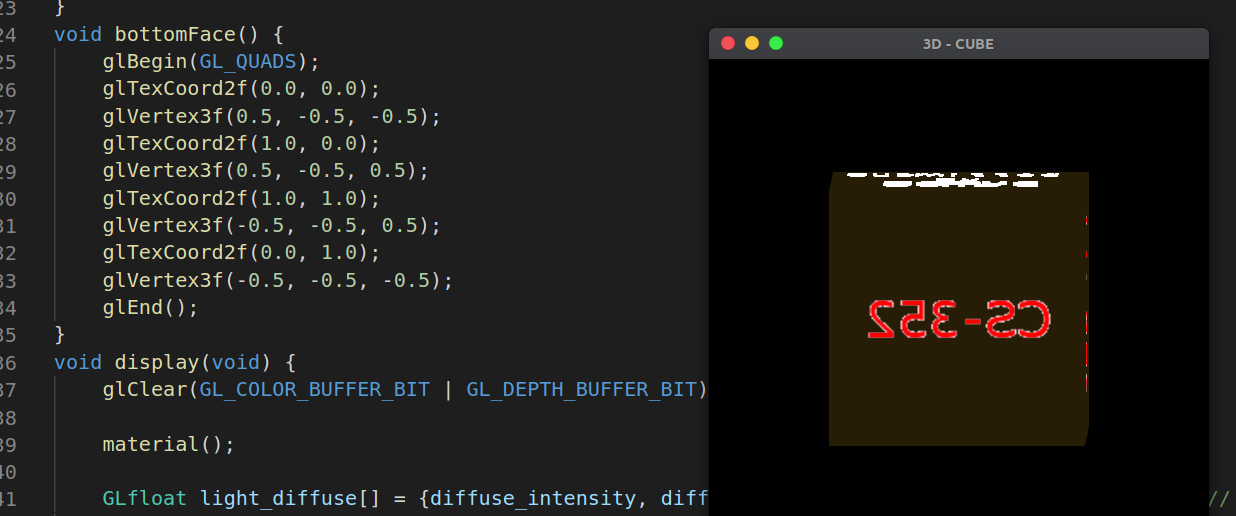 23 }
24 void bottomFace() {
25 glBegin(GL_QUADS);
26 glTexCoord2f(0.0, 0.0);
27 glVertex3f(0.5, -0.5, -0.5);
28 glTexCoord2f(1.0, 0.0);
29 glVertex3f(0.5, -0.5, 0.5);
30 glTexCoord2f(1.0, 1.0);
31 glVertex3f(-0.5, -0.5, 0.5);
32 glTexCoord2f(0.0, 1.0);
33 glVertex3f(-0.5, -0.5, -0.5);
34 glEnd();
35 }
36 void display(void) {
37 glClear(GL_COLOR_BUFFER_BIT | GL_DEPTH_BUFFER_BIT)
38
39 material();
40
41 GLfloat light_diffuse[] = {diffuse_intensity, diff
//
3D - CUBE
CS-352